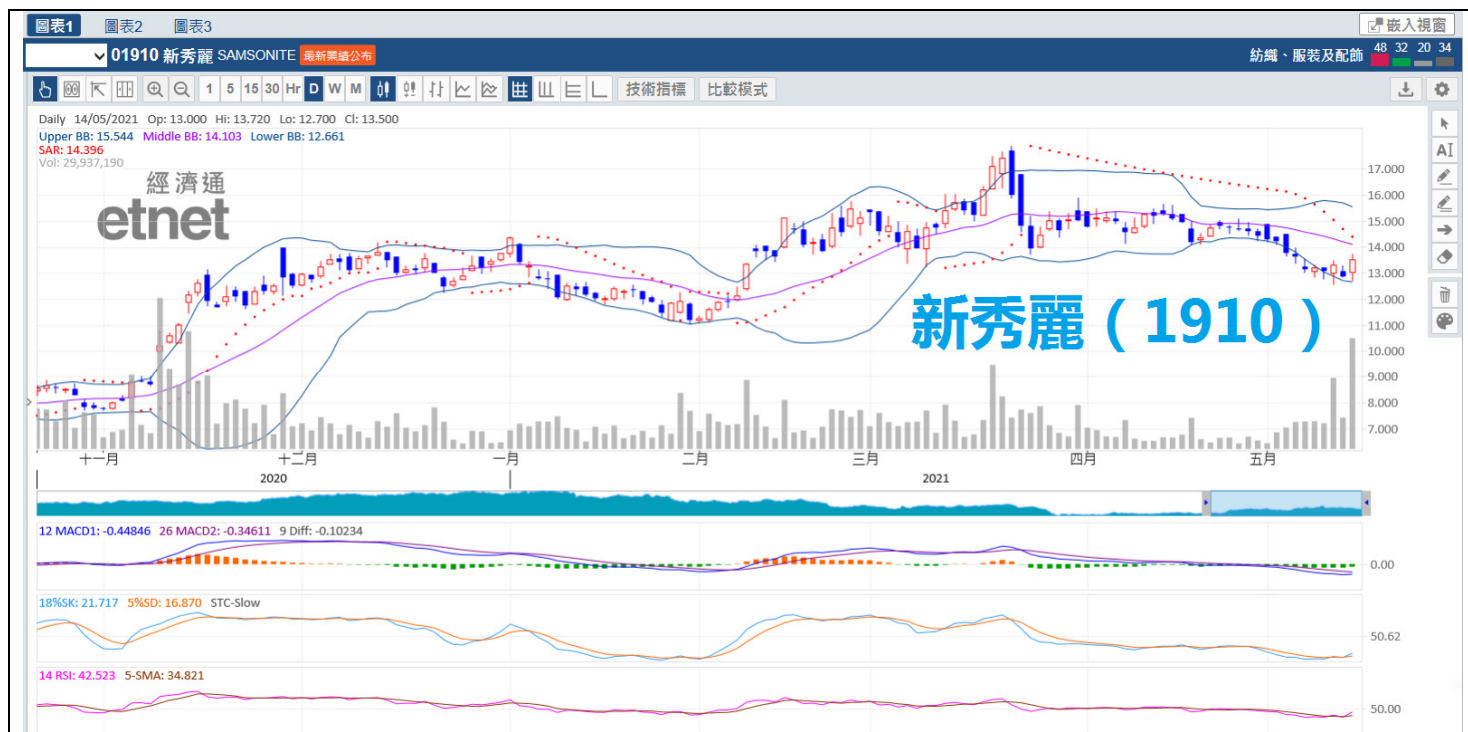 圖表1 圖表2 圖表3 嵌入視窗
01910 新秀麗 SAMSONITE 最新業績公布 紡織、服裝及配飾 48 32 20 34
1 5 15 30 Hr D W M 技術指標 比較模式
Daily 14/05/2021 Op: 13.000 Hi: 13.720 Lo: 12.700 Cl: 13.500
Upper BB: 15.544 Middle BB: 14.103 Lower BB: 12.661
SAR: 14.396
Vol: 29,937,190
AI
經濟通
etnet
17.000
16.000
15.000
14.000
13.000
12.000
11.000
10.000
9.000
8.000
7.000
新秀麗（1910）
十一月 十二月 一月 二月 三月 四月 五月
2020 2021
12 MACD1: -0.44846 26 MACD2: -0.34611 9 Diff: -0.10234
0.00
18%SK: 21.717 5%SD: 16.870 STC-Slow
50.62
14 RSI: 42.523 5-SMA: 34.821
50.00